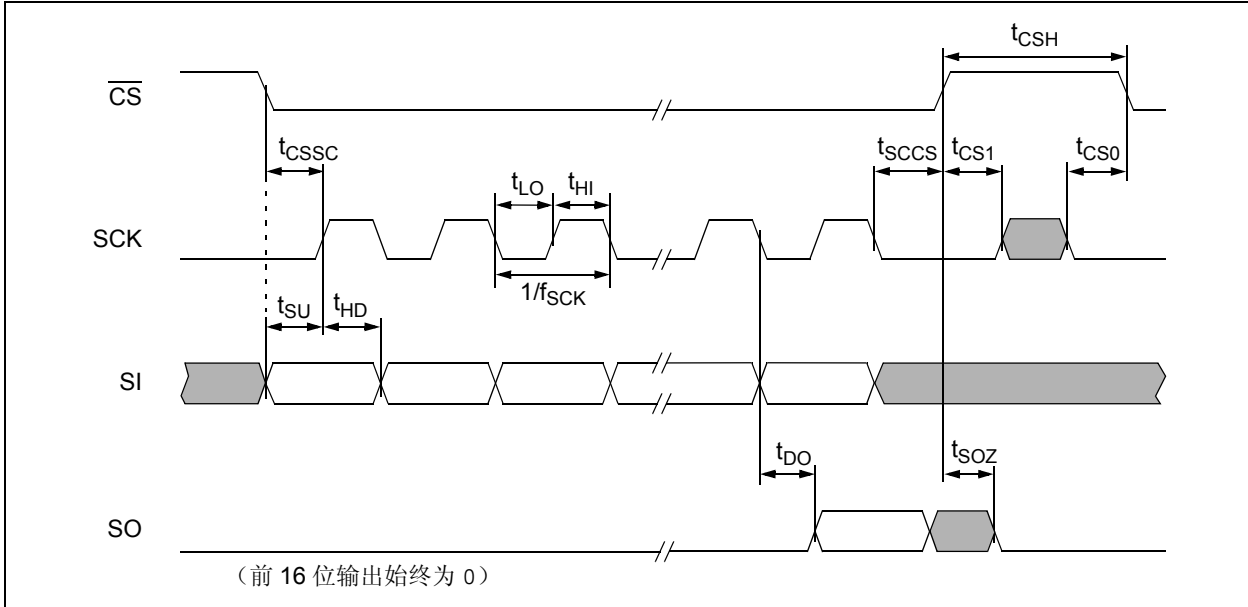 tCSH
CS
tCSSC
tSCCS
tCS1
tCS0
tLO
tHI
SCK
1/fSCK
tSU
tHD
SI
tDO
tSOZ
SO
（前 16 位输出始终为 0）